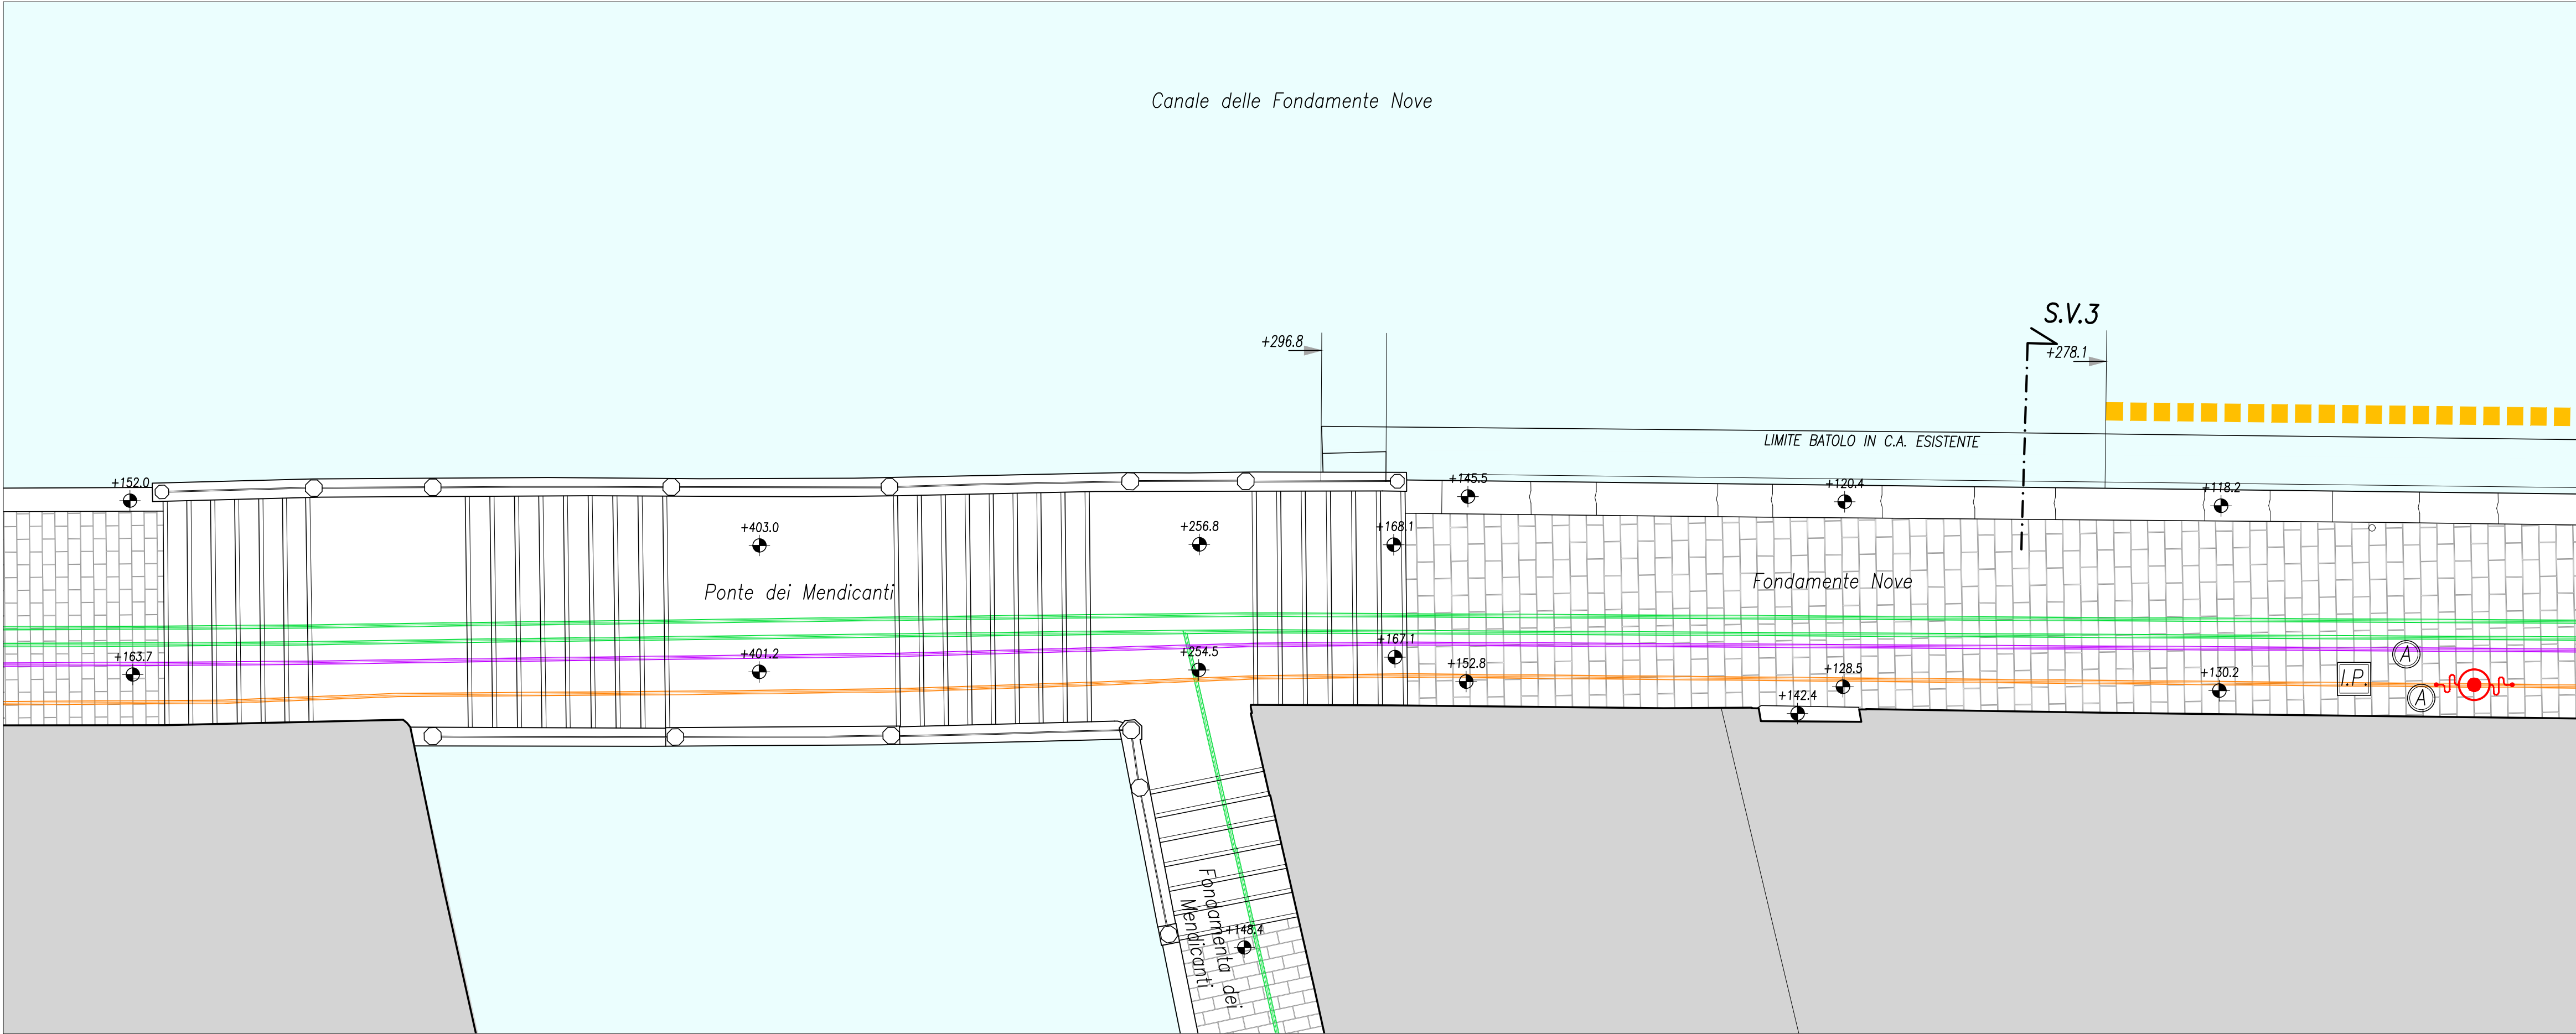 Canale delle Fondamente Nove
S.V.3
+296.8
+278.1
LIMITE BATOLO IN C.A. ESISTENTE
+152.0
+145.5
+120.4
+118.2
+403.0
+256.8
+168.1
Ponte dei Mendicanti
Fondamente Nove
+163.7
+401.2
+254.5
+167.1
+152.8
+128.5
+142.4
+130.2
I.P.
A
A
Fondamenta dei
Mendicanti
+148.4